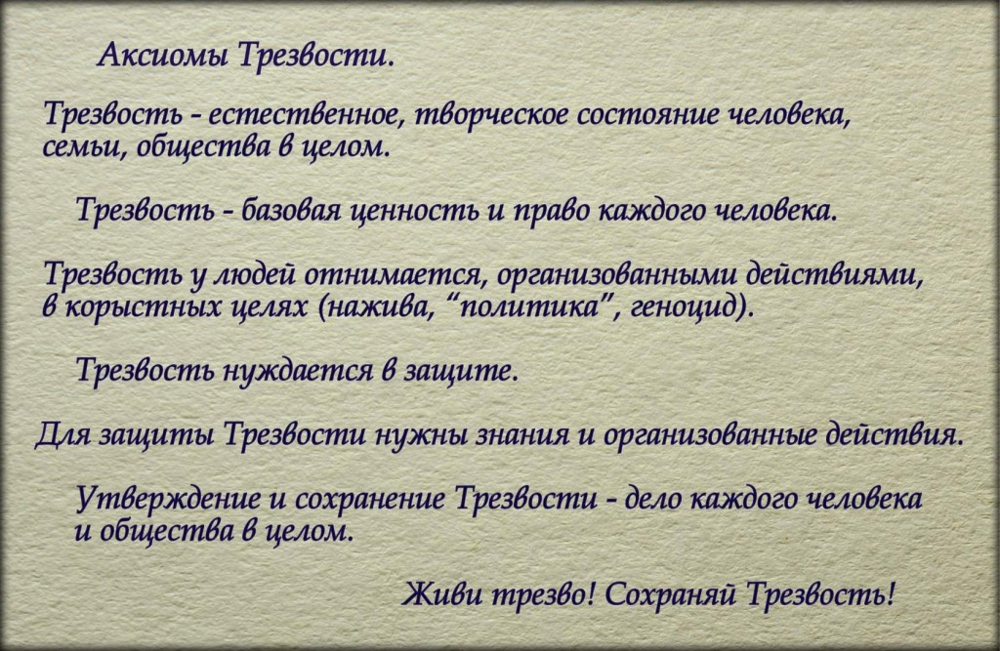 Аксиомы Трезвости.
Трезвость - естественное, творческое состояние человека,
семьи, общества в целом.
Трезвость - базовая ценность и право каждого человека.
Трезвость у людей отнимается, организованными действиями,
в корыстных целях (нажива, “политика”, геноцид).
Трезвость нуждается в защите.
Для защиты Трезвости нужны знания и организованные действия.
Утверждение и сохранение Трезвости - дело каждого человека
и общества в целом.
Живи трезво! Сохраняй Трезвость!